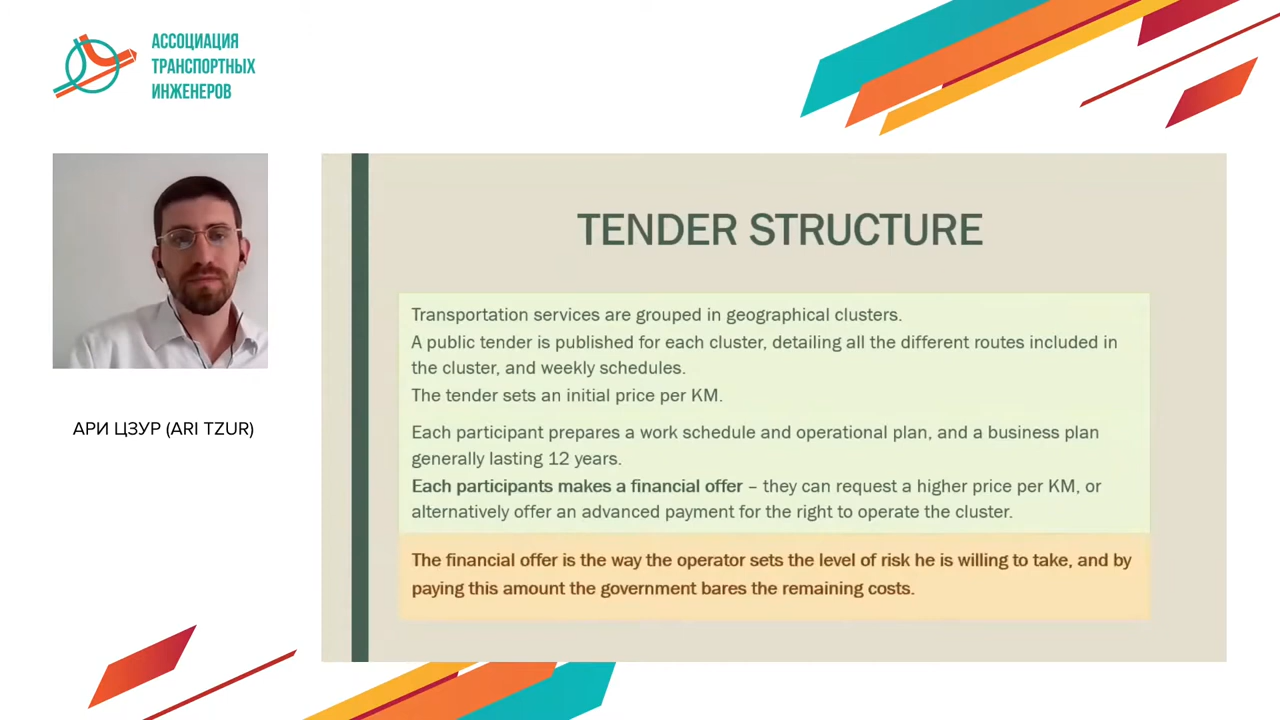 АССОЦИАЦИЯ
ТРАНСПОРТНЫХ
ИНЖЕНЕРОВ
АРИ ЦЗУР (ARI TZUR)
TENDER STRUCTURE
Transportation services are grouped in geographical clusters.
A public tender is published for each cluster, detailing all the different routes included in
the cluster, and weekly schedules.
The tender sets an initial price per KM.
Each participant prepares a work schedule and operational plan, and a business plan
generally lasting 12 years.
Each participants makes a financial offer – they can request a higher price per KM, or
alternatively offer an advanced payment for the right to operate the cluster.
The financial offer is the way the operator sets the level of risk he is willing to take, and by
paying this amount the government bares the remaining costs.